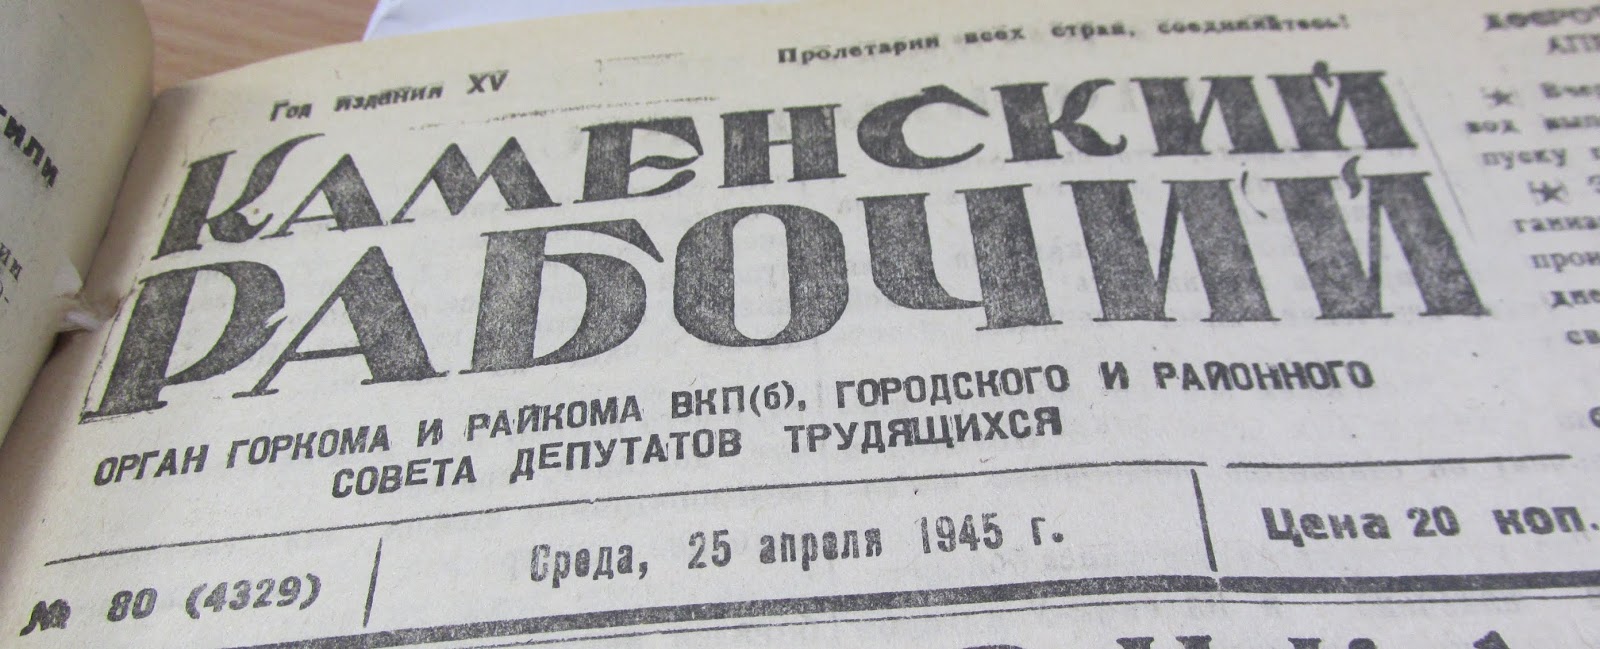 Год издания XV
Пролетарии всех стран, соединяйтесь!
КАМЕНСКИЙ
РАБОЧИЙ
ОРГАН ГОРКОМА И РАЙКОМА ВКП(б), ГОРОДСКОГО И РАЙОННОГО
СОВЕТА ДЕПУТАТОВ ТРУДЯЩИХСЯ
№ 80 (4329)
Среда, 25 апреля 1945 г.
Цена 20 коп.